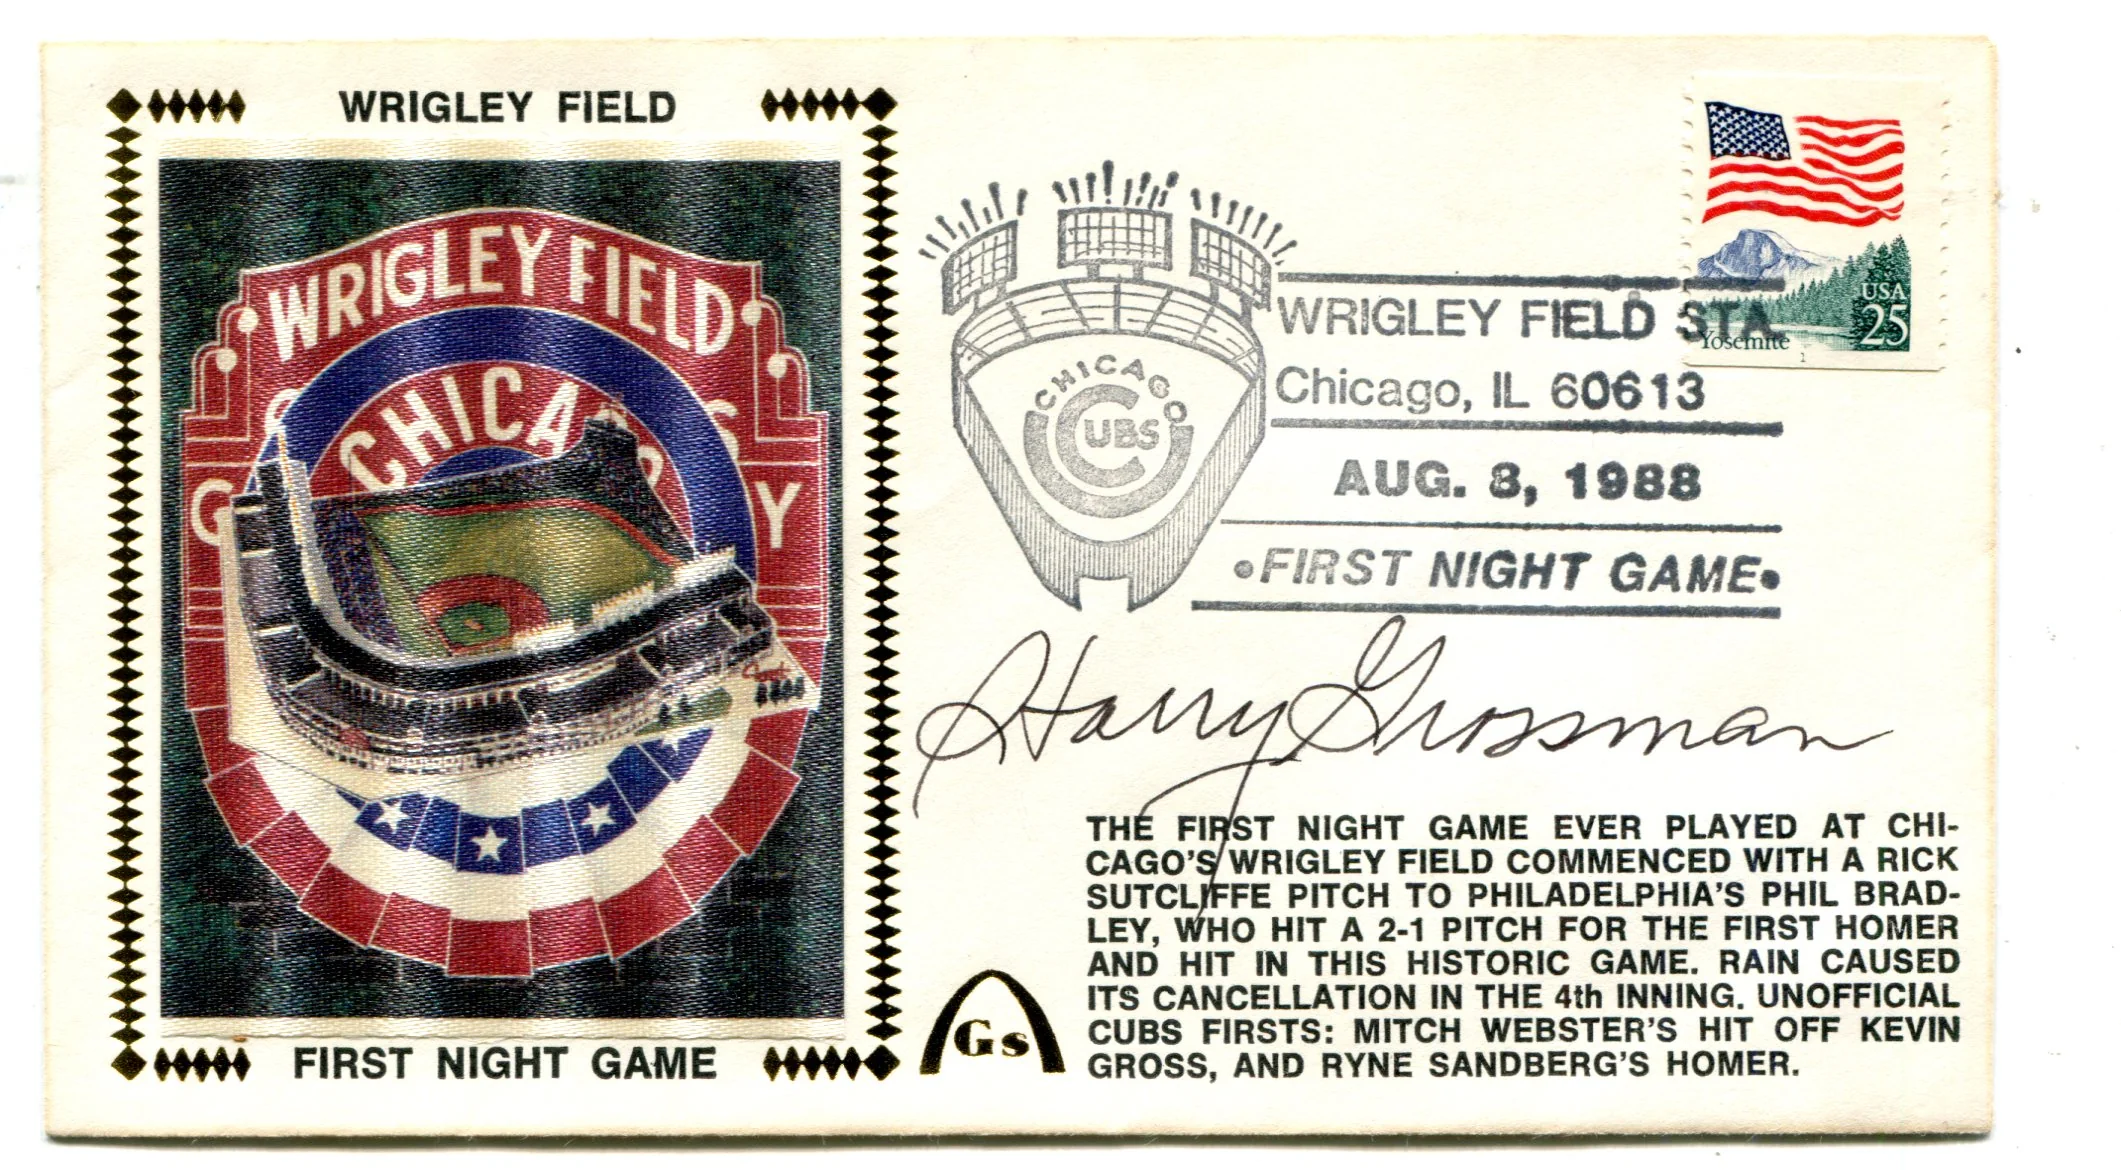 WRIGLEY FIELD
WRIGLEY FIELD
CHICA
G
Y
FIRST NIGHT GAME
CHICAGO
CUBS
WRIGLEY FIELD STA.
Chicago, IL 60613
AUG. 8, 1988
•FIRST NIGHT GAME•
USA
25
Yosemite
1
Harry Grossman
THE FIRST NIGHT GAME EVER PLAYED AT CHI-
CAGO'S WRIGLEY FIELD COMMENCED WITH A RICK
SUTCLIFFE PITCH TO PHILADELPHIA'S PHIL BRAD-
LEY, WHO HIT A 2-1 PITCH FOR THE FIRST HOMER
AND HIT IN THIS HISTORIC GAME. RAIN CAUSED
ITS CANCELLATION IN THE 4th INNING. UNOFFICIAL
CUBS FIRSTS: MITCH WEBSTER'S HIT OFF KEVIN
GROSS, AND RYNE SANDBERG'S HOMER.
Gs